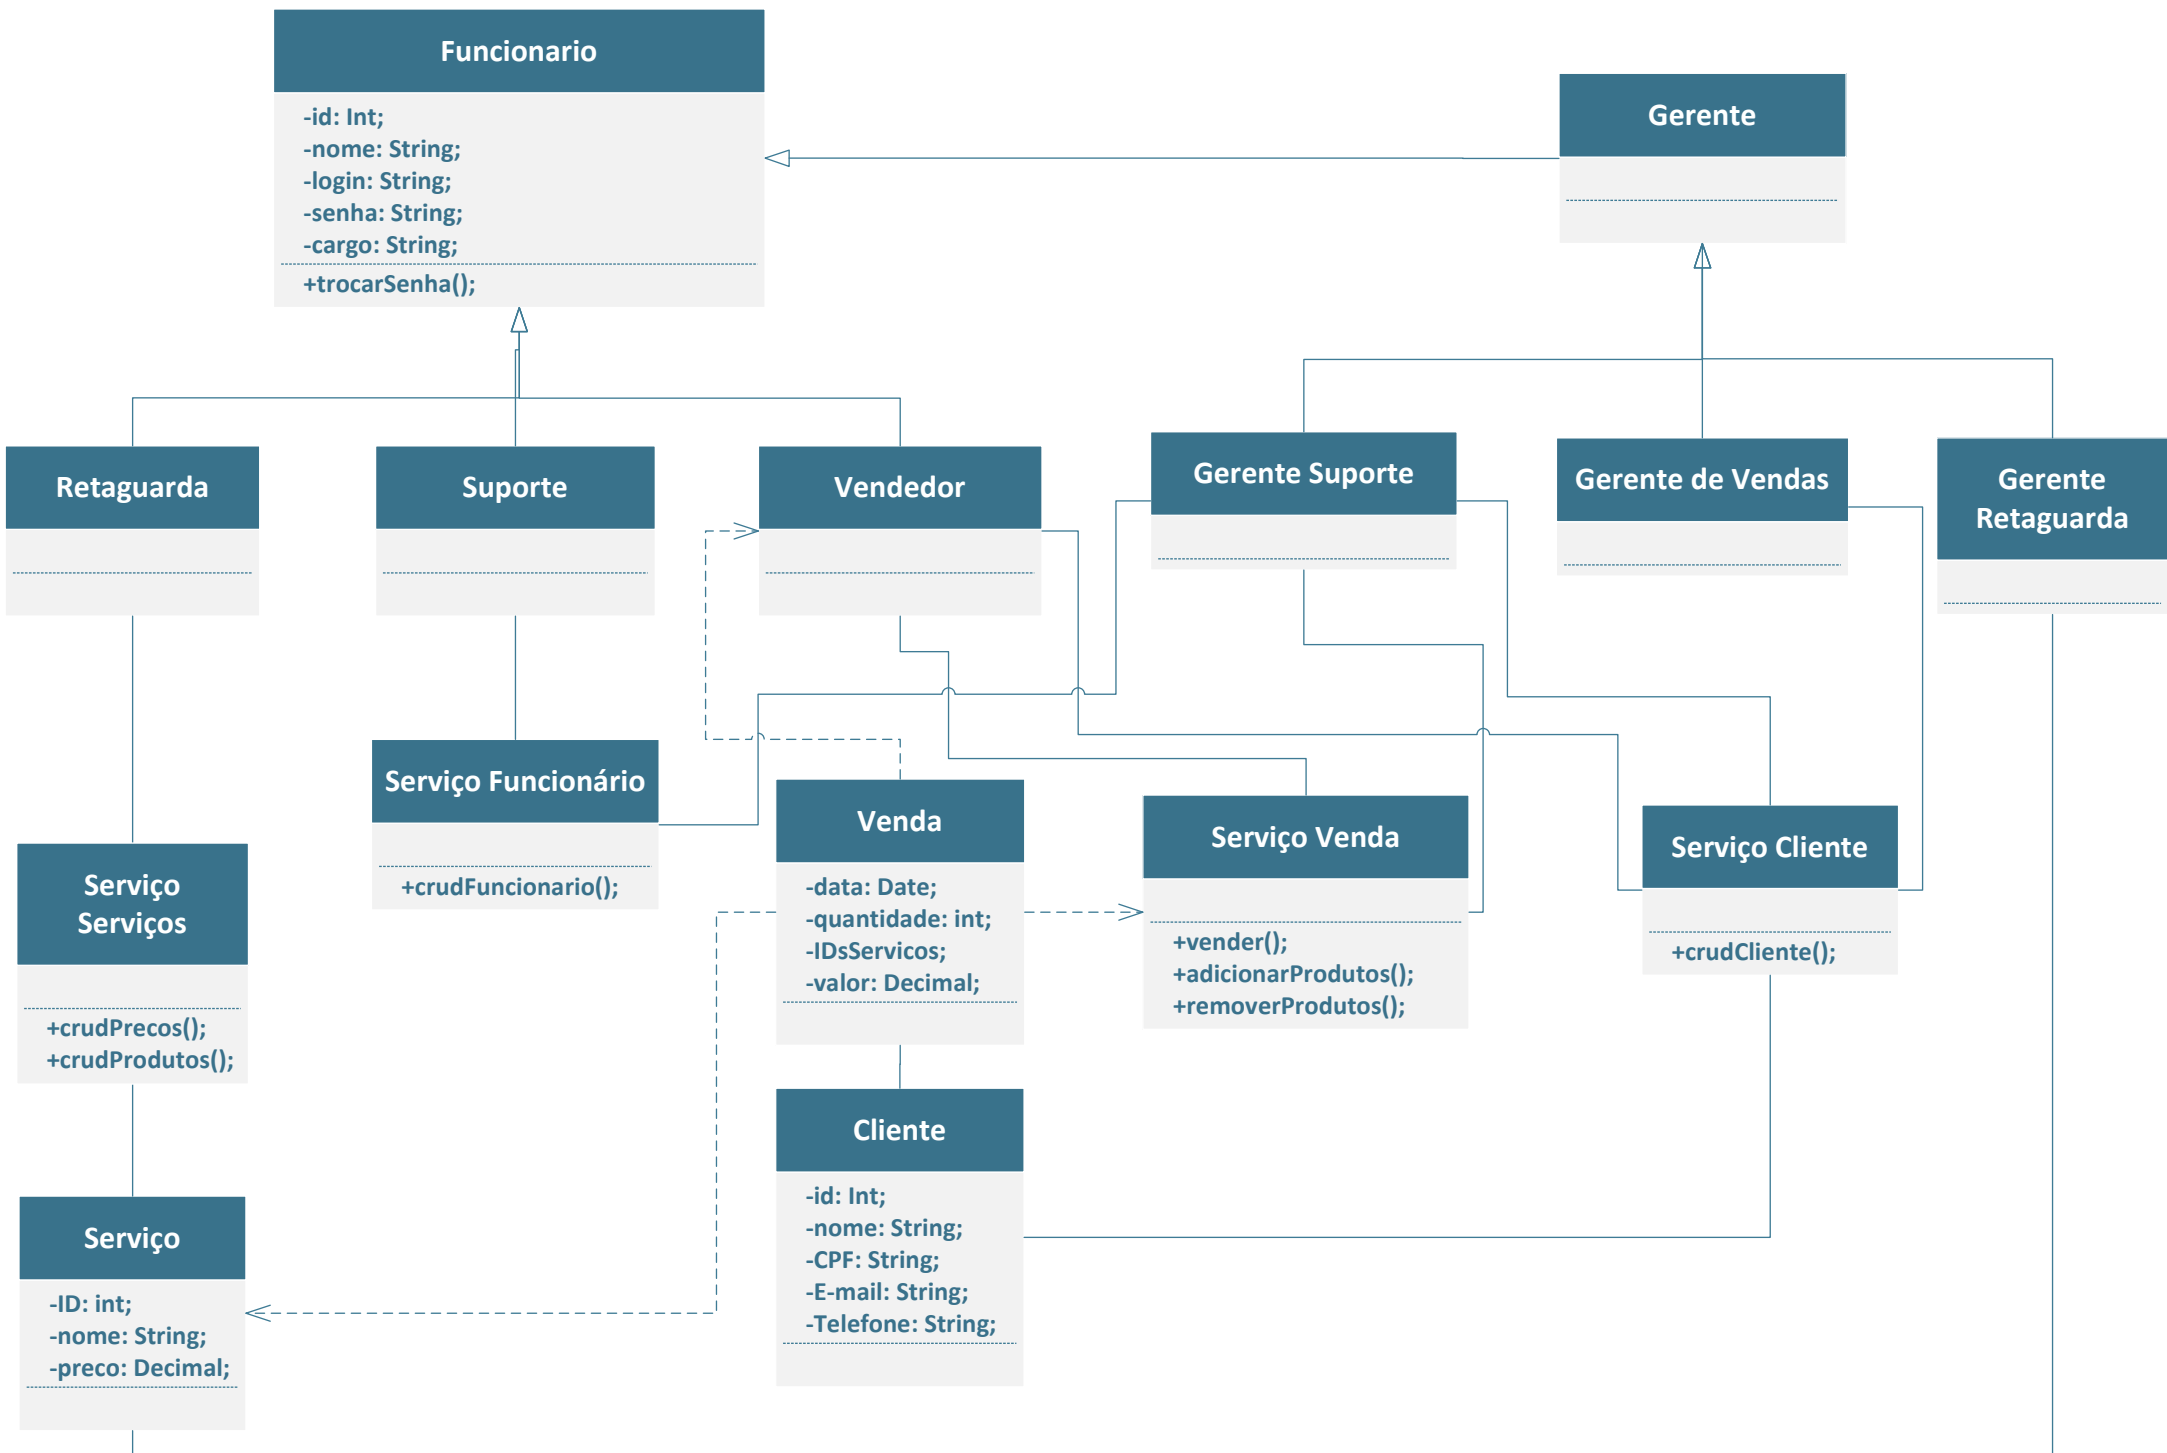 Funcionario
-id: Int;
-nome: String;
-login: String;
-senha: String;
-cargo: String;
+trocarSenha();
Gerente
Retaguarda
Suporte
Vendedor
Gerente Suporte
Gerente de Vendas
Gerente
Retaguarda
Serviço Funcionário
+crudFuncionario();
Serviço
Serviços
+crudPrecos();
+crudProdutos();
Venda
-data: Date;
-quantidade: int;
-IDsServicos;
-valor: Decimal;
Serviço Venda
+vender();
+adicionarProdutos();
+removerProdutos();
Serviço Cliente
+crudCliente();
Cliente
-id: Int;
-nome: String;
-CPF: String;
-E-mail: String;
-Telefone: String;
Serviço
-ID: int;
-nome: String;
-preco: Decimal;